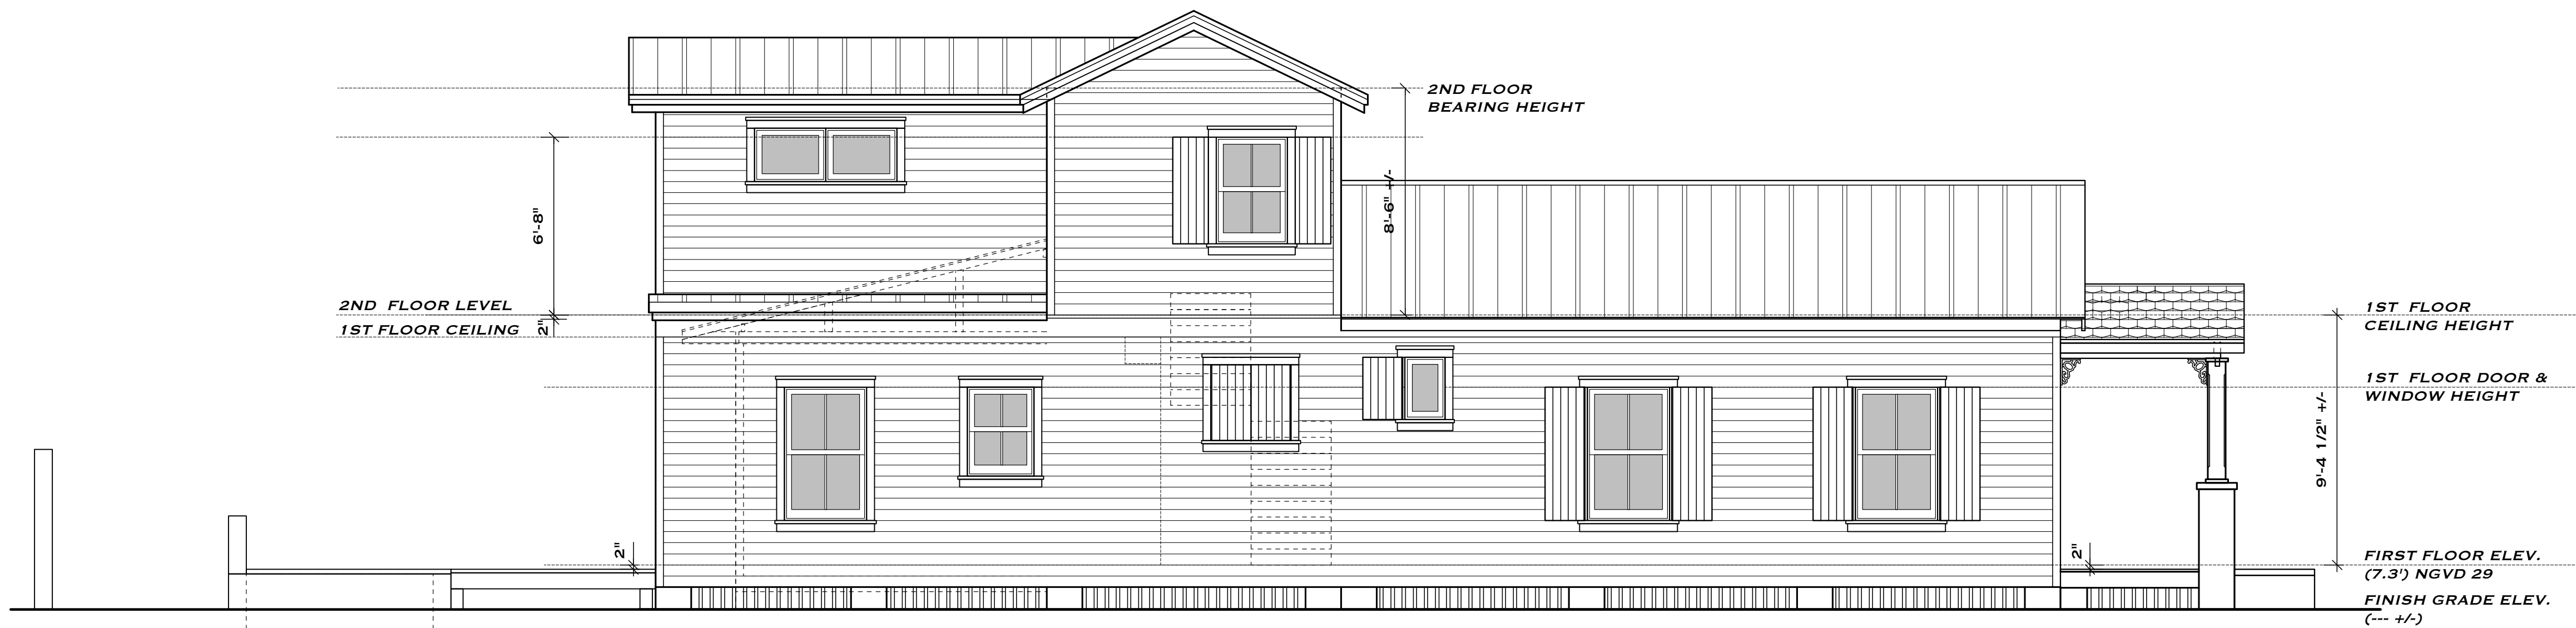 2ND FLOOR
BEARING HEIGHT
6'-8"
8'-6" +/-
2ND FLOOR LEVEL
1ST FLOOR CEILING
2"
1ST FLOOR
CEILING HEIGHT
1ST FLOOR DOOR &
WINDOW HEIGHT
9'-4 1/2" +/-
2"
2"
FIRST FLOOR ELEV.
(7.3') NGVD 29
FINISH GRADE ELEV.
(--- +/-)